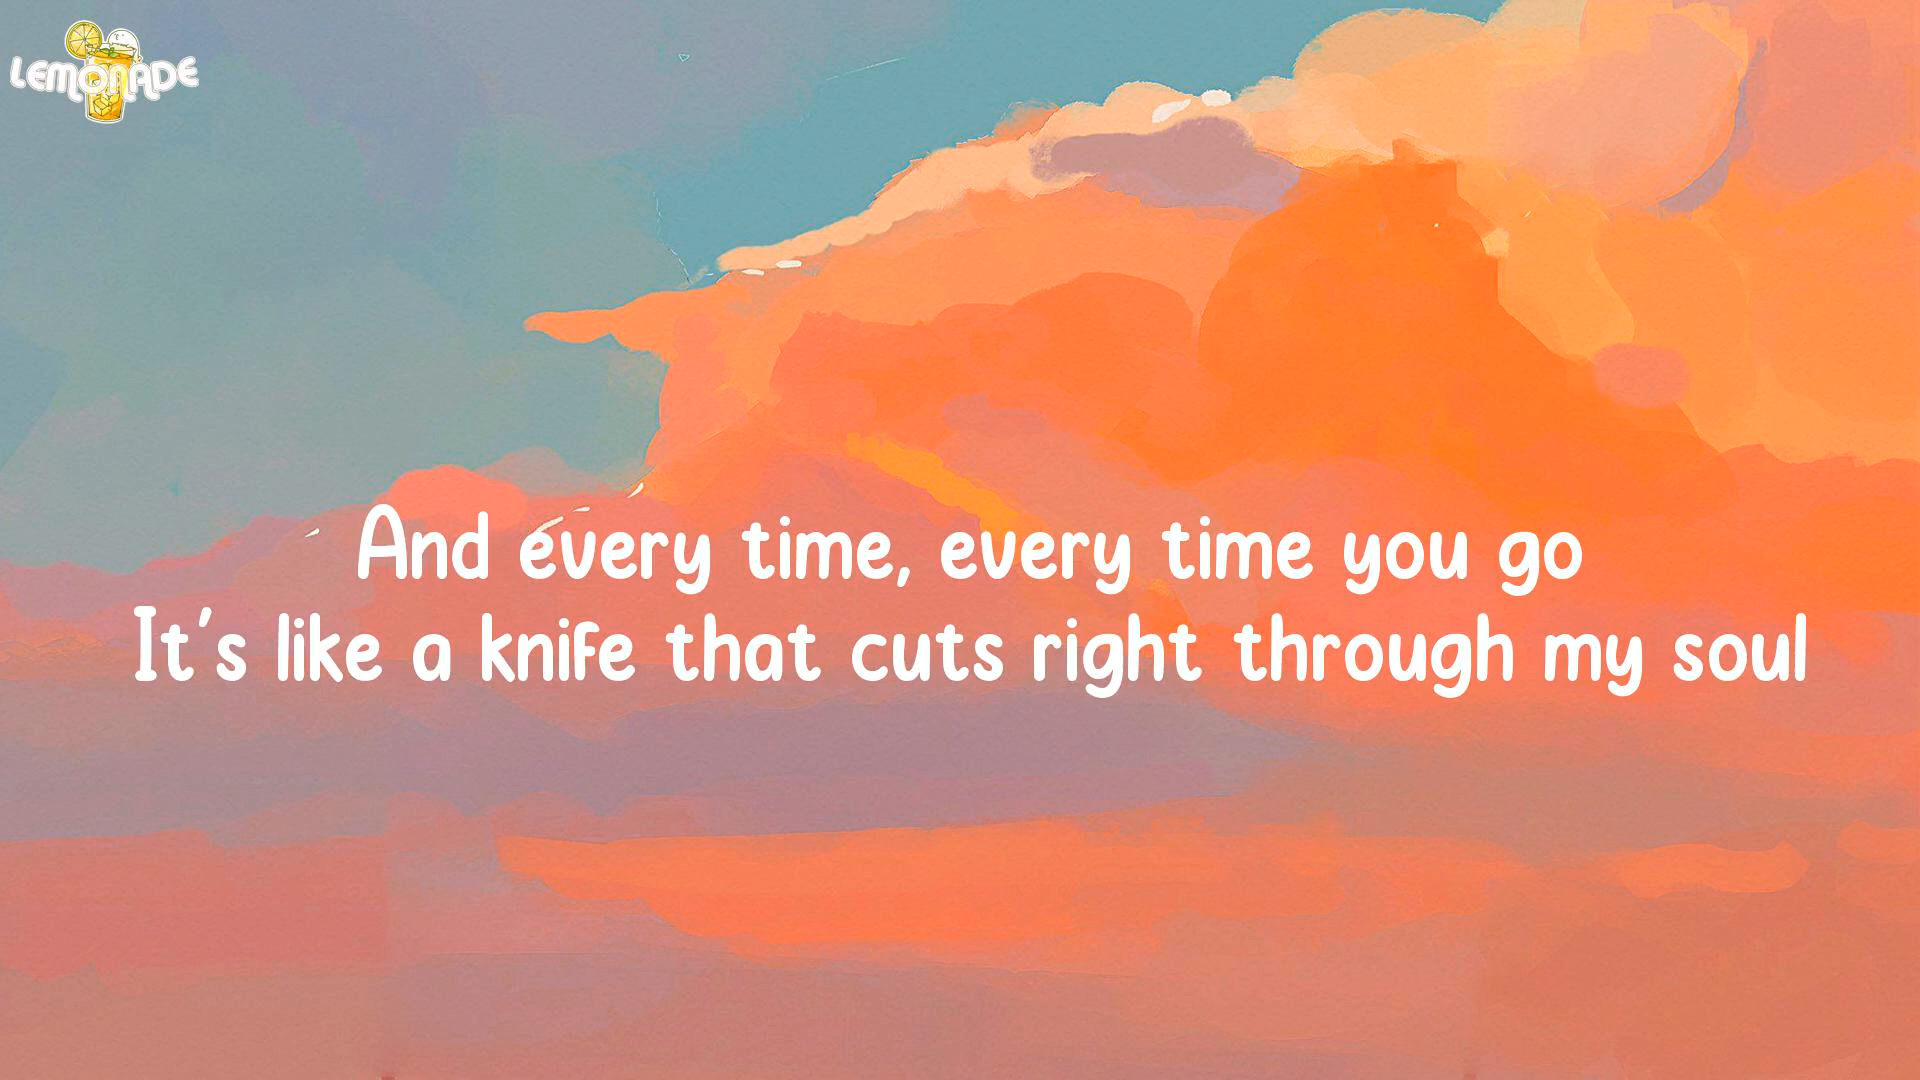 LEMONADE
And every time, every time you go
It's like a knife that cuts right through my soul